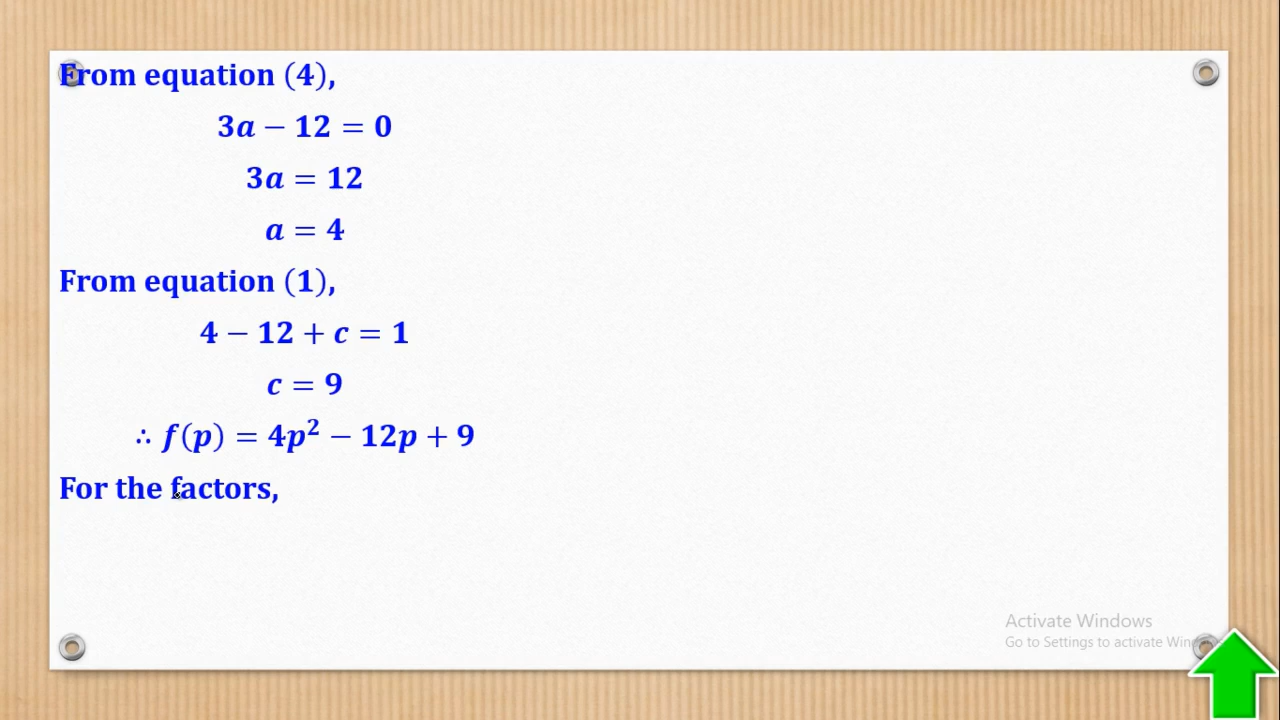 From equation (4),
3a − 12 = 0
3a = 12
a = 4
From equation (1),
4 − 12 + c = 1
c = 9
∴ f(p) = 4p² − 12p + 9
For the factors,
Activate Windows
Go to Settings to activate Windows